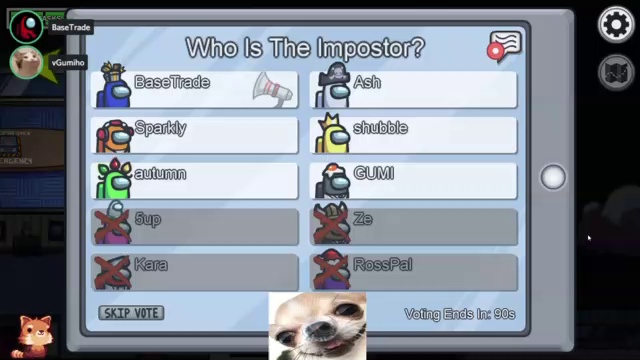 BaseTrade
vGumiho
Who Is The Impostor?
BaseTrade
Ash
Sparkly
shubble
autumn
GUMI
5up
Ze
Kara
RossPal
SKIP VOTE
Voting Ends In: 90s